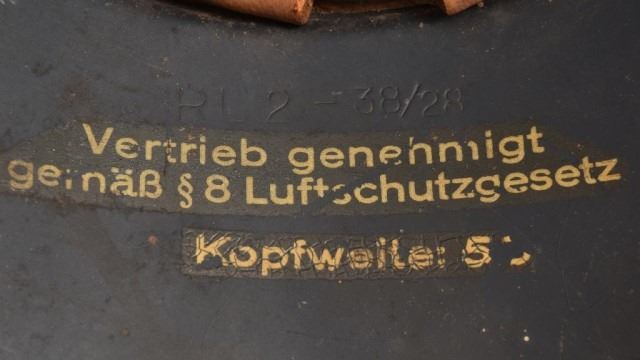 RL 2-38/28
Vertrieb genehmigt
gemäß § 8 Luftschutzgesetz
Kopfweite: